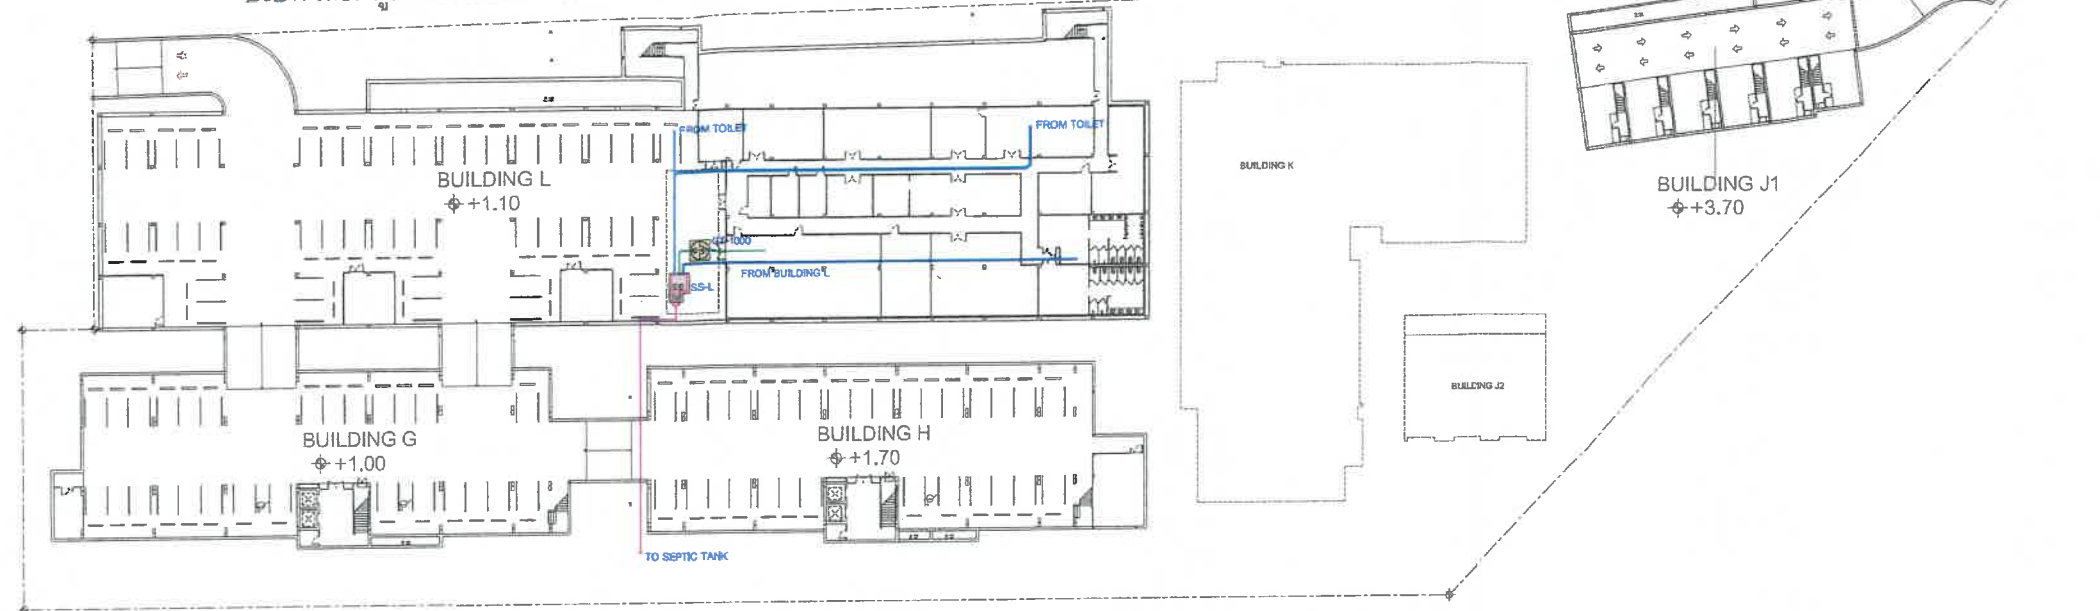 FROM TOILET
FROM TOILET
BUILDING L
+1.10
BUILDING K
BUILDING J1
+3.70
FROM BUILDING L
SS-L
BUILDING J2
BUILDING G
+1.00
BUILDING H
+1.70
TO SEPTIC TANK